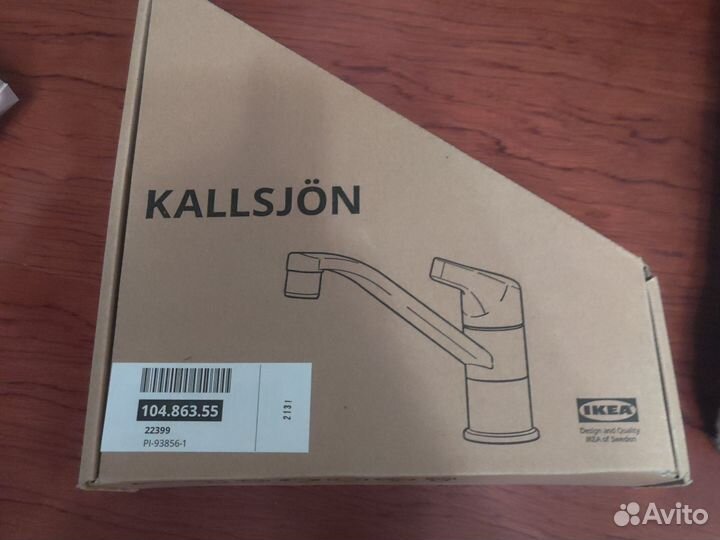 KALLSJÖN
104.863.55
22399
PI-93856-1
2131
IKEA
Design and Quality
IKEA of Sweden
Avito